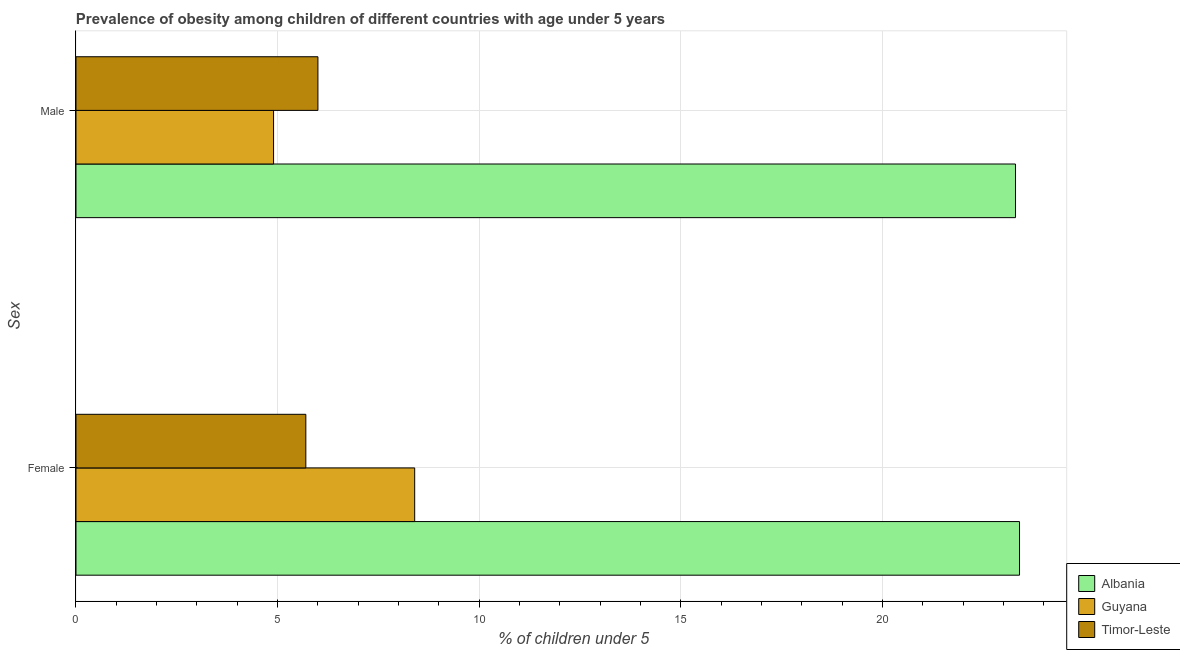 Prevalence of obesity among children of different countries with age under 5 years
Male
Female
Sex
0
5
10
15
20
% of children under 5
Albania
Guyana
Timor-Leste